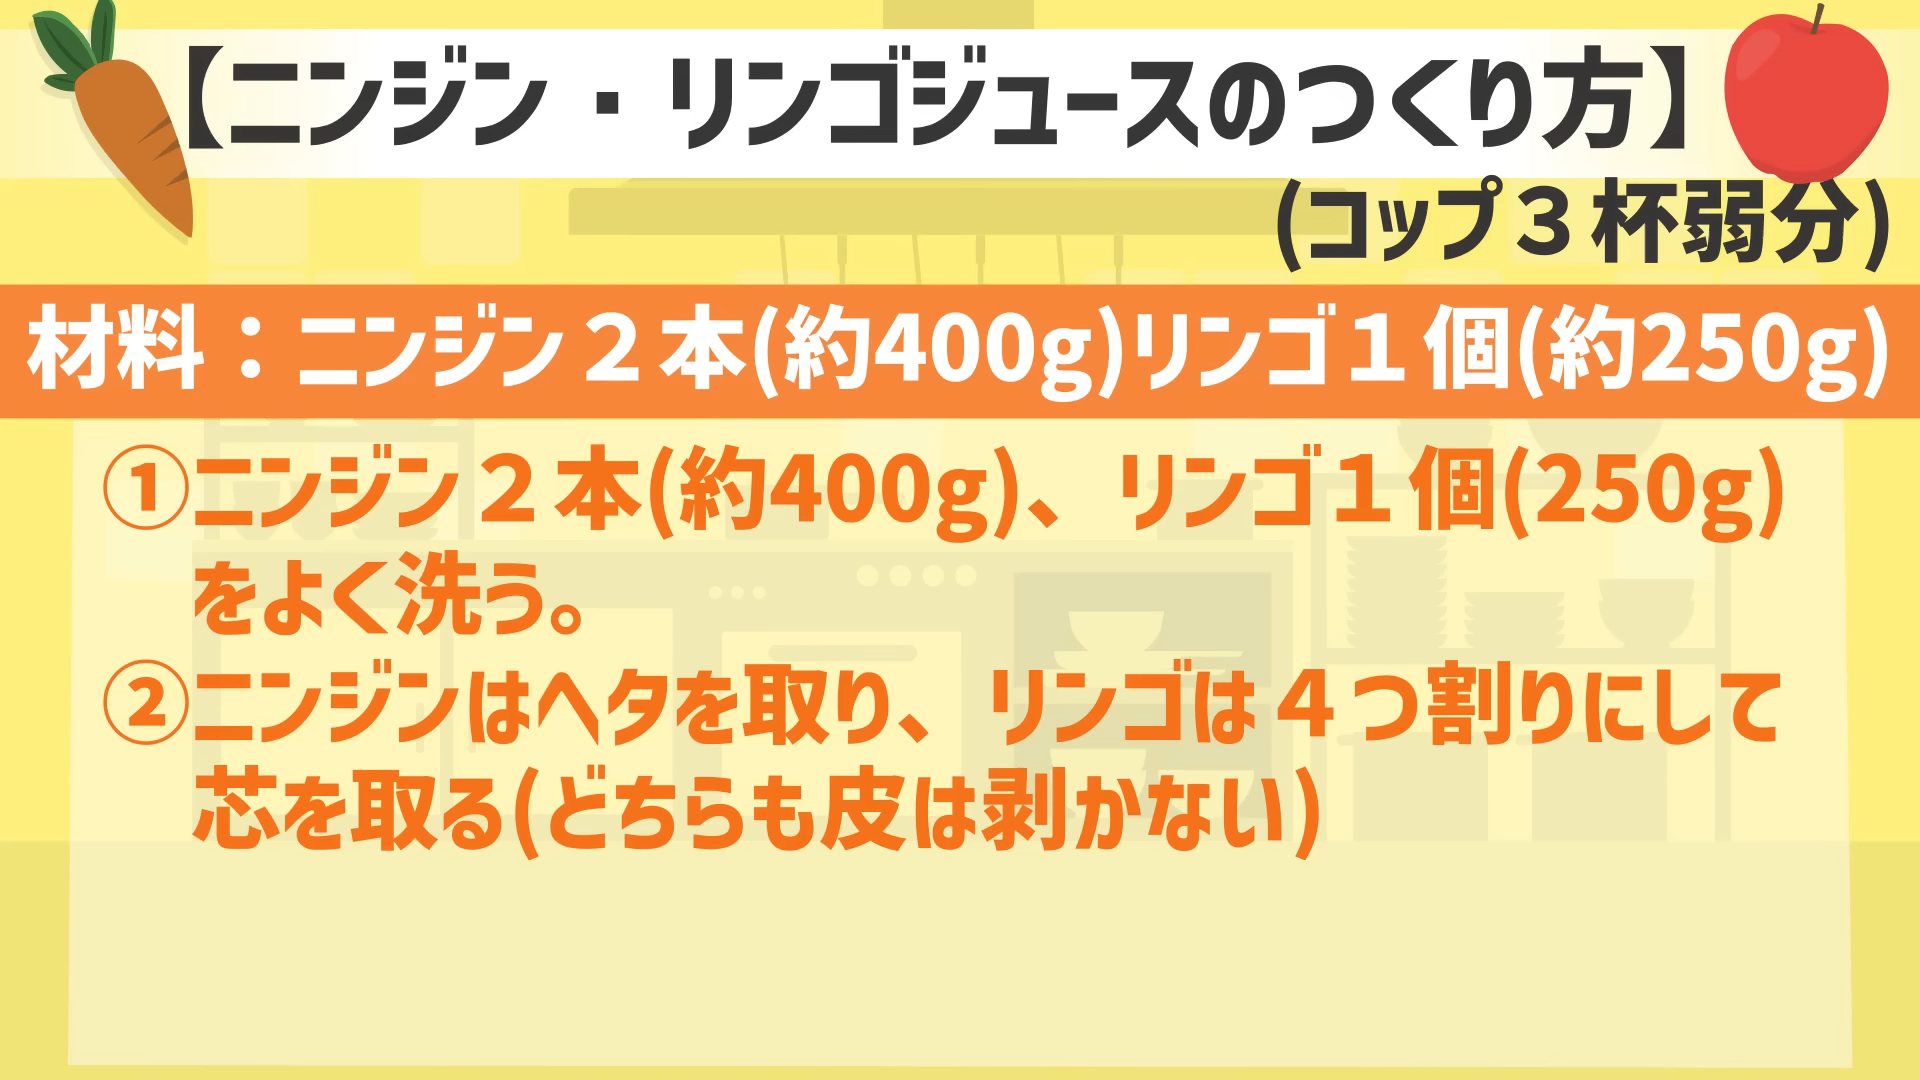 【ニンジン・リンゴジュースのつくり方】
(コップ３杯弱分)
材料：ニンジン２本(約400g)リンゴ１個(約250g)
①ニンジン２本(約400g)、リンゴ１個(250g)
をよく洗う。
②ニンジンはヘタを取り、リンゴは４つ割りにして
芯を取る(どちらも皮は剥かない)